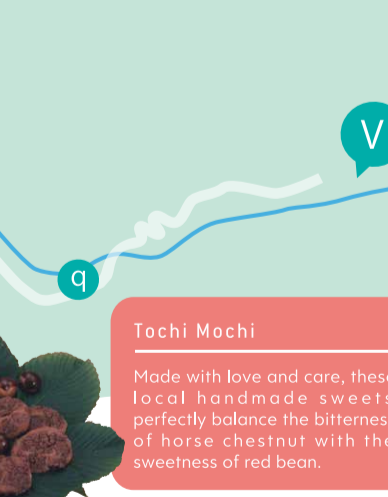 V
q
Tochi Mochi
Made with love and care, these
local handmade sweets
perfectly balance the bitterness
of horse chestnut with the
sweetness of red bean.